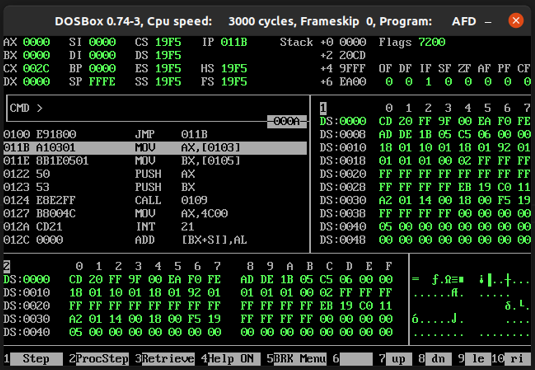 DOSBox 0.74-3, Cpu speed: 3000 cycles, Frameskip 0, Program: AFD
AX 0000 SI 0000 CS 19F5 IP 011B Stack +0 0000 Flags 7200
BX 0000 DI 0000 DS 19F5 +2 20CD
CX 002C BP 0000 ES 19F5 HS 19F5 +4 9FFF OF DF IF SF ZF AF PF CF
DX 0000 SP FFFE SS 19F5 FS 19F5 +6 EA00 0 0 1 0 0 0 0 0
CMD >
000A
0100 E91800 JMP 011B
011B A10301 MOV AX,[0103]
011E 8B1E0501 MOV BX,[0105]
0122 50 PUSH AX
0123 53 PUSH BX
0124 E8E2FF CALL 0109
0127 B8004C MOV AX,4C00
012A CD21 INT 21
012C 0000 ADD [BX+SI],AL
1 0 1 2 3 4 5 6 7
DS:0000 CD 20 FF 9F 00 EA F0 FE
DS:0008 AD DE 1B 05 C5 06 00 00
DS:0010 18 01 10 01 18 01 92 01
DS:0018 01 01 01 00 02 FF FF FF
DS:0020 FF FF FF FF FF FF FF FF
DS:0028 FF FF FF FF EB 19 C0 11
DS:0030 A2 01 14 00 18 00 F5 19
DS:0038 FF FF FF FF 00 00 00 00
DS:0040 05 00 00 00 00 00 00 00
DS:0048 00 00 00 00 00 00 00 00
2 0 1 2 3 4 5 6 7 8 9 A B C D E F
DS:0000 CD 20 FF 9F 00 EA F0 FE AD DE 1B 05 C5 06 00 00
DS:0010 18 01 10 01 18 01 92 01 01 01 01 00 02 FF FF FF
DS:0020 FF FF FF FF FF FF FF FF FF FF FF FF EB 19 C0 11
DS:0030 A2 01 14 00 18 00 F5 19 FF FF FF FF 00 00 00 00
DS:0040 05 00 00 00 00 00 00 00 00 00 00 00 00 00 00 00
1 Step 2 ProcStep 3 Retrieve 4 Help ON 5 BRK Menu 6 7 up 8 dn 9 le 10 ri